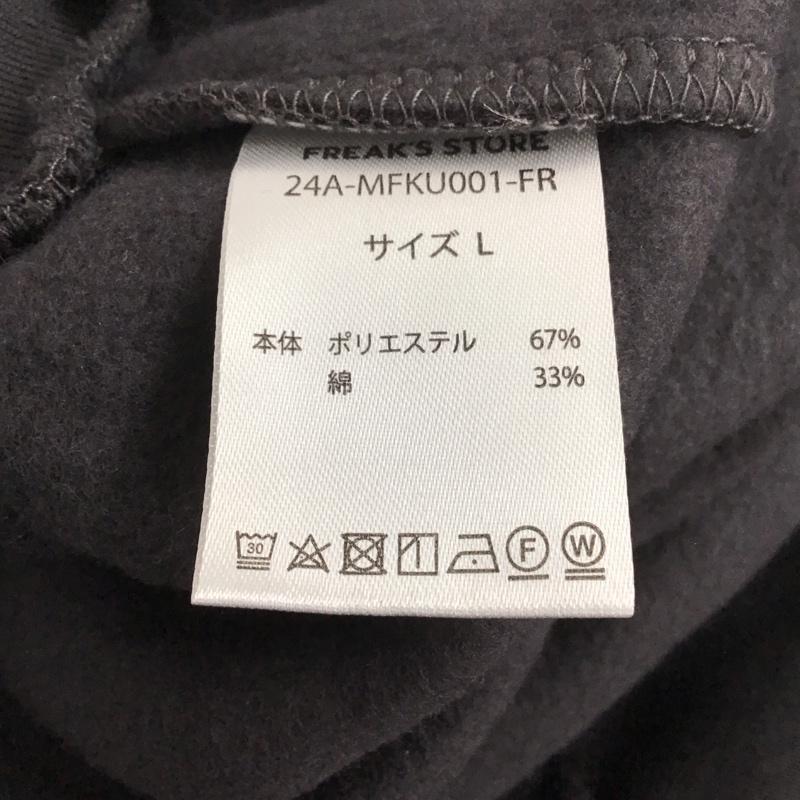 FREAK'S STORE
24A-MFKU001-FR
サイズ L
本体 ポリエステル 67%
綿 33%
30 F W